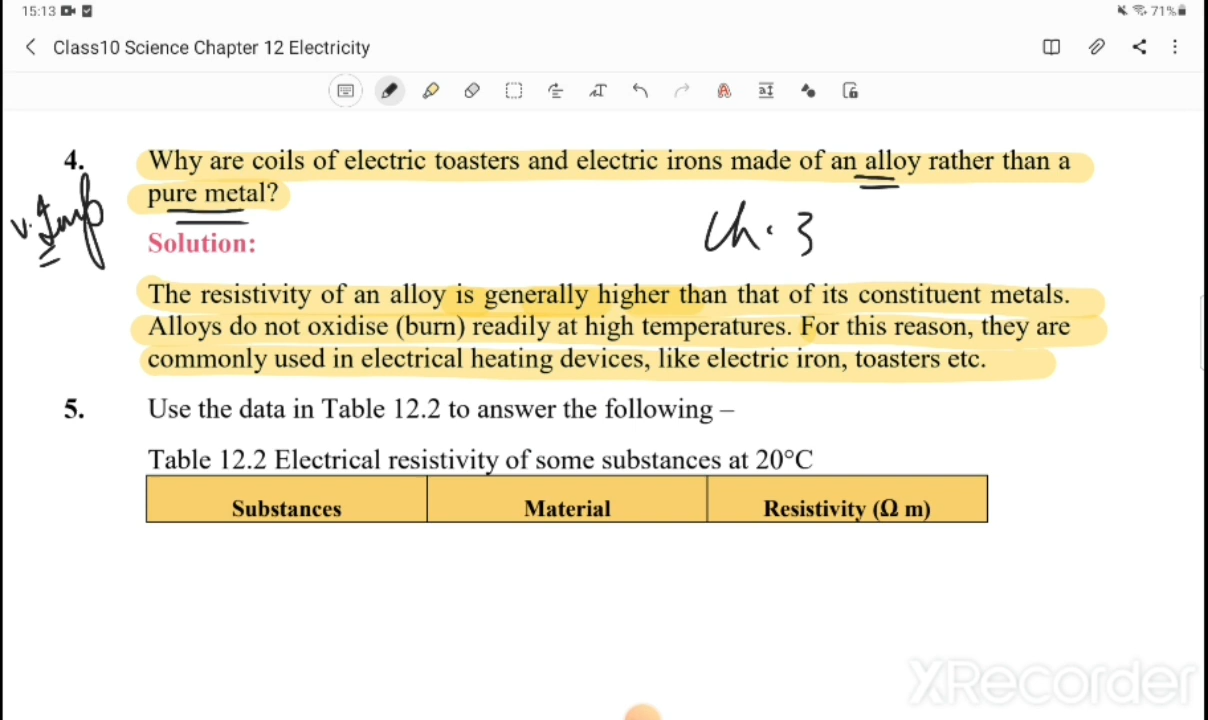 15:13
71%
Class10 Science Chapter 12 Electricity
4. Why are coils of electric toasters and electric irons made of an alloy rather than a
pure metal?
V. Imp
Ch. 3
Solution:
The resistivity of an alloy is generally higher than that of its constituent metals.
Alloys do not oxidise (burn) readily at high temperatures. For this reason, they are
commonly used in electrical heating devices, like electric iron, toasters etc.
5. Use the data in Table 12.2 to answer the following –
Table 12.2 Electrical resistivity of some substances at 20°C
Substances Material Resistivity (Ω m)
XRecorder